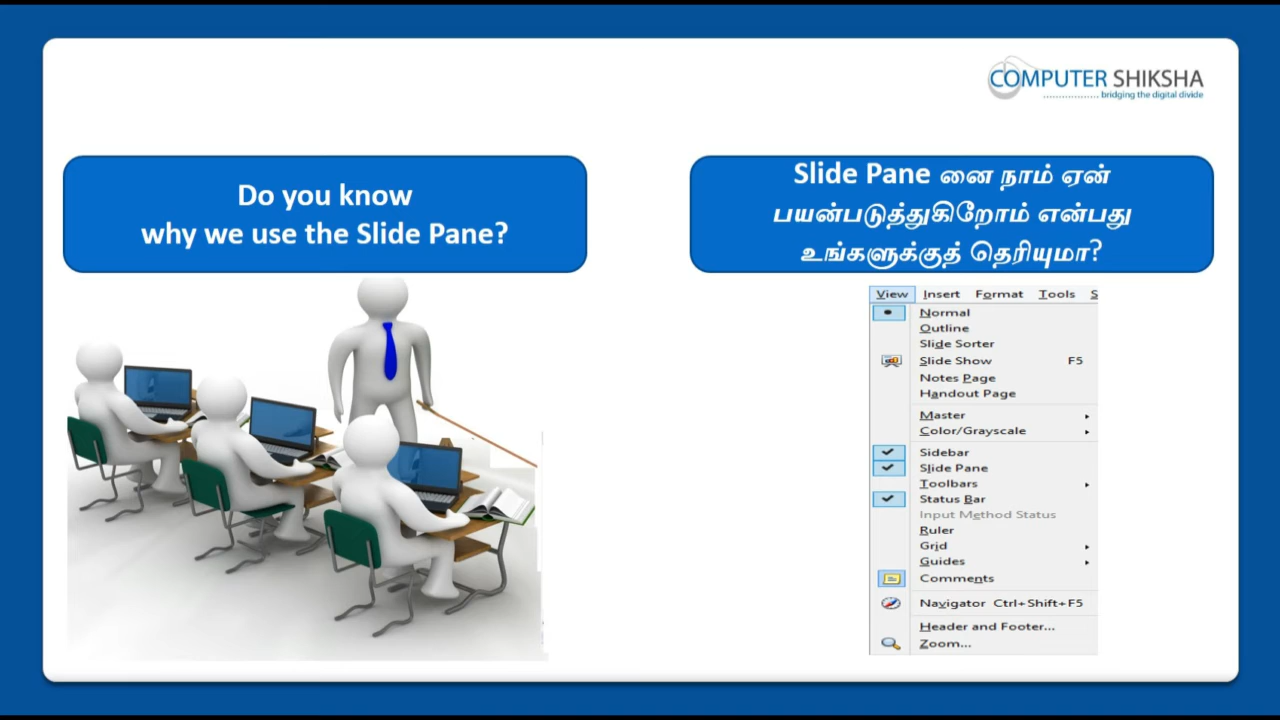 COMPUTER SHIKSHA
bridging the digital divide
Do you know
why we use the Slide Pane?
Slide Pane னை நாம் ஏன்
பயன்படுத்துகிறோம் என்பது
உங்களுக்குத் தெரியுமா?
View Insert Format Tools S
Normal
Outline
Slide Sorter
Slide Show F5
Notes Page
Handout Page
Master
Color/Grayscale
Sidebar
Slide Pane
Toolbars
Status Bar
Input Method Status
Ruler
Grid
Guides
Comments
Navigator Ctrl+Shift+F5
Header and Footer...
Zoom...